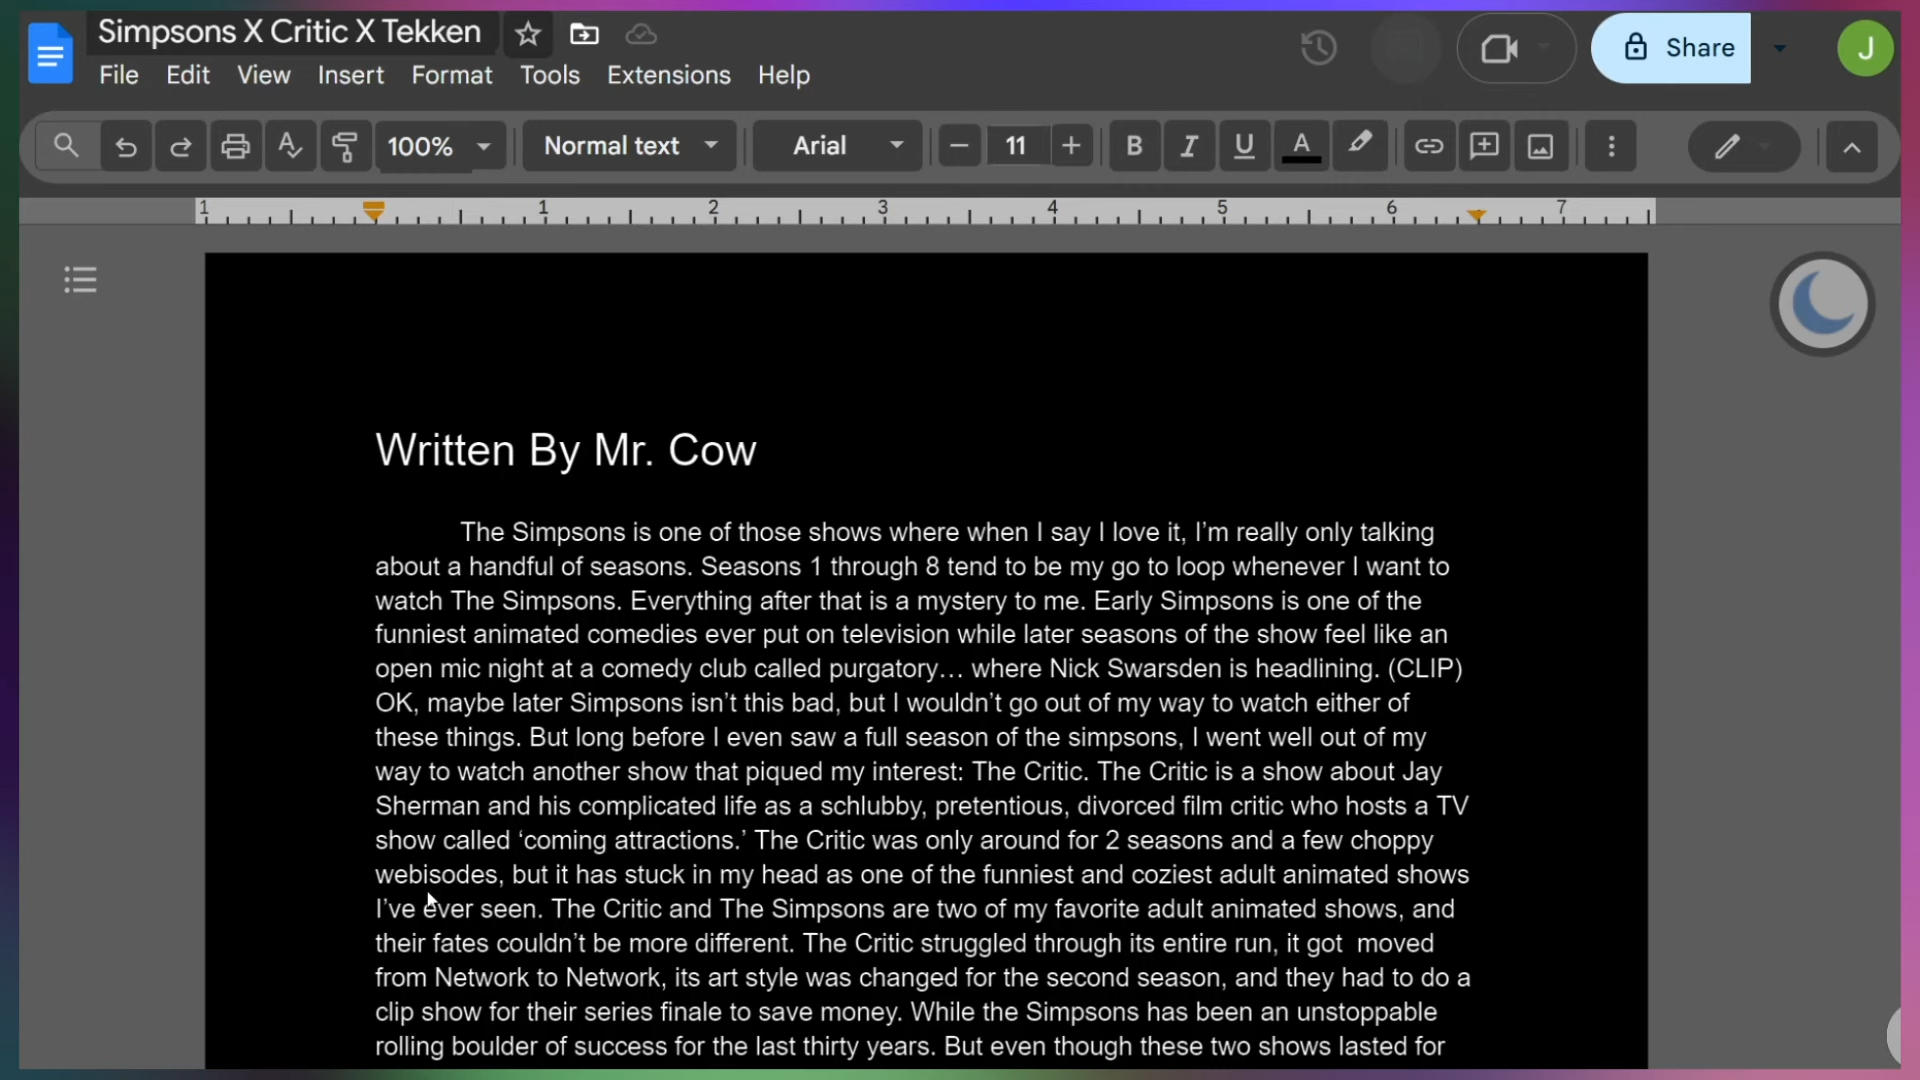 Simpsons X Critic X Tekken
File Edit View Insert Format Tools Extensions Help
Share
J
100% Normal text Arial 11 B I U A
1 1 2 3 4 5 6 7
Written By Mr. Cow
The Simpsons is one of those shows where when I say I love it, I’m really only talking
about a handful of seasons. Seasons 1 through 8 tend to be my go to loop whenever I want to
watch The Simpsons. Everything after that is a mystery to me. Early Simpsons is one of the
funniest animated comedies ever put on television while later seasons of the show feel like an
open mic night at a comedy club called purgatory… where Nick Swarsden is headlining. (CLIP)
OK, maybe later Simpsons isn’t this bad, but I wouldn’t go out of my way to watch either of
these things. But long before I even saw a full season of the simpsons, I went well out of my
way to watch another show that piqued my interest: The Critic. The Critic is a show about Jay
Sherman and his complicated life as a schlubby, pretentious, divorced film critic who hosts a TV
show called ‘coming attractions.’ The Critic was only around for 2 seasons and a few choppy
webisodes, but it has stuck in my head as one of the funniest and coziest adult animated shows
I’ve ever seen. The Critic and The Simpsons are two of my favorite adult animated shows, and
their fates couldn’t be more different. The Critic struggled through its entire run, it got  moved
from Network to Network, its art style was changed for the second season, and they had to do a
clip show for their series finale to save money. While the Simpsons has been an unstoppable
rolling boulder of success for the last thirty years. But even though these two shows lasted for